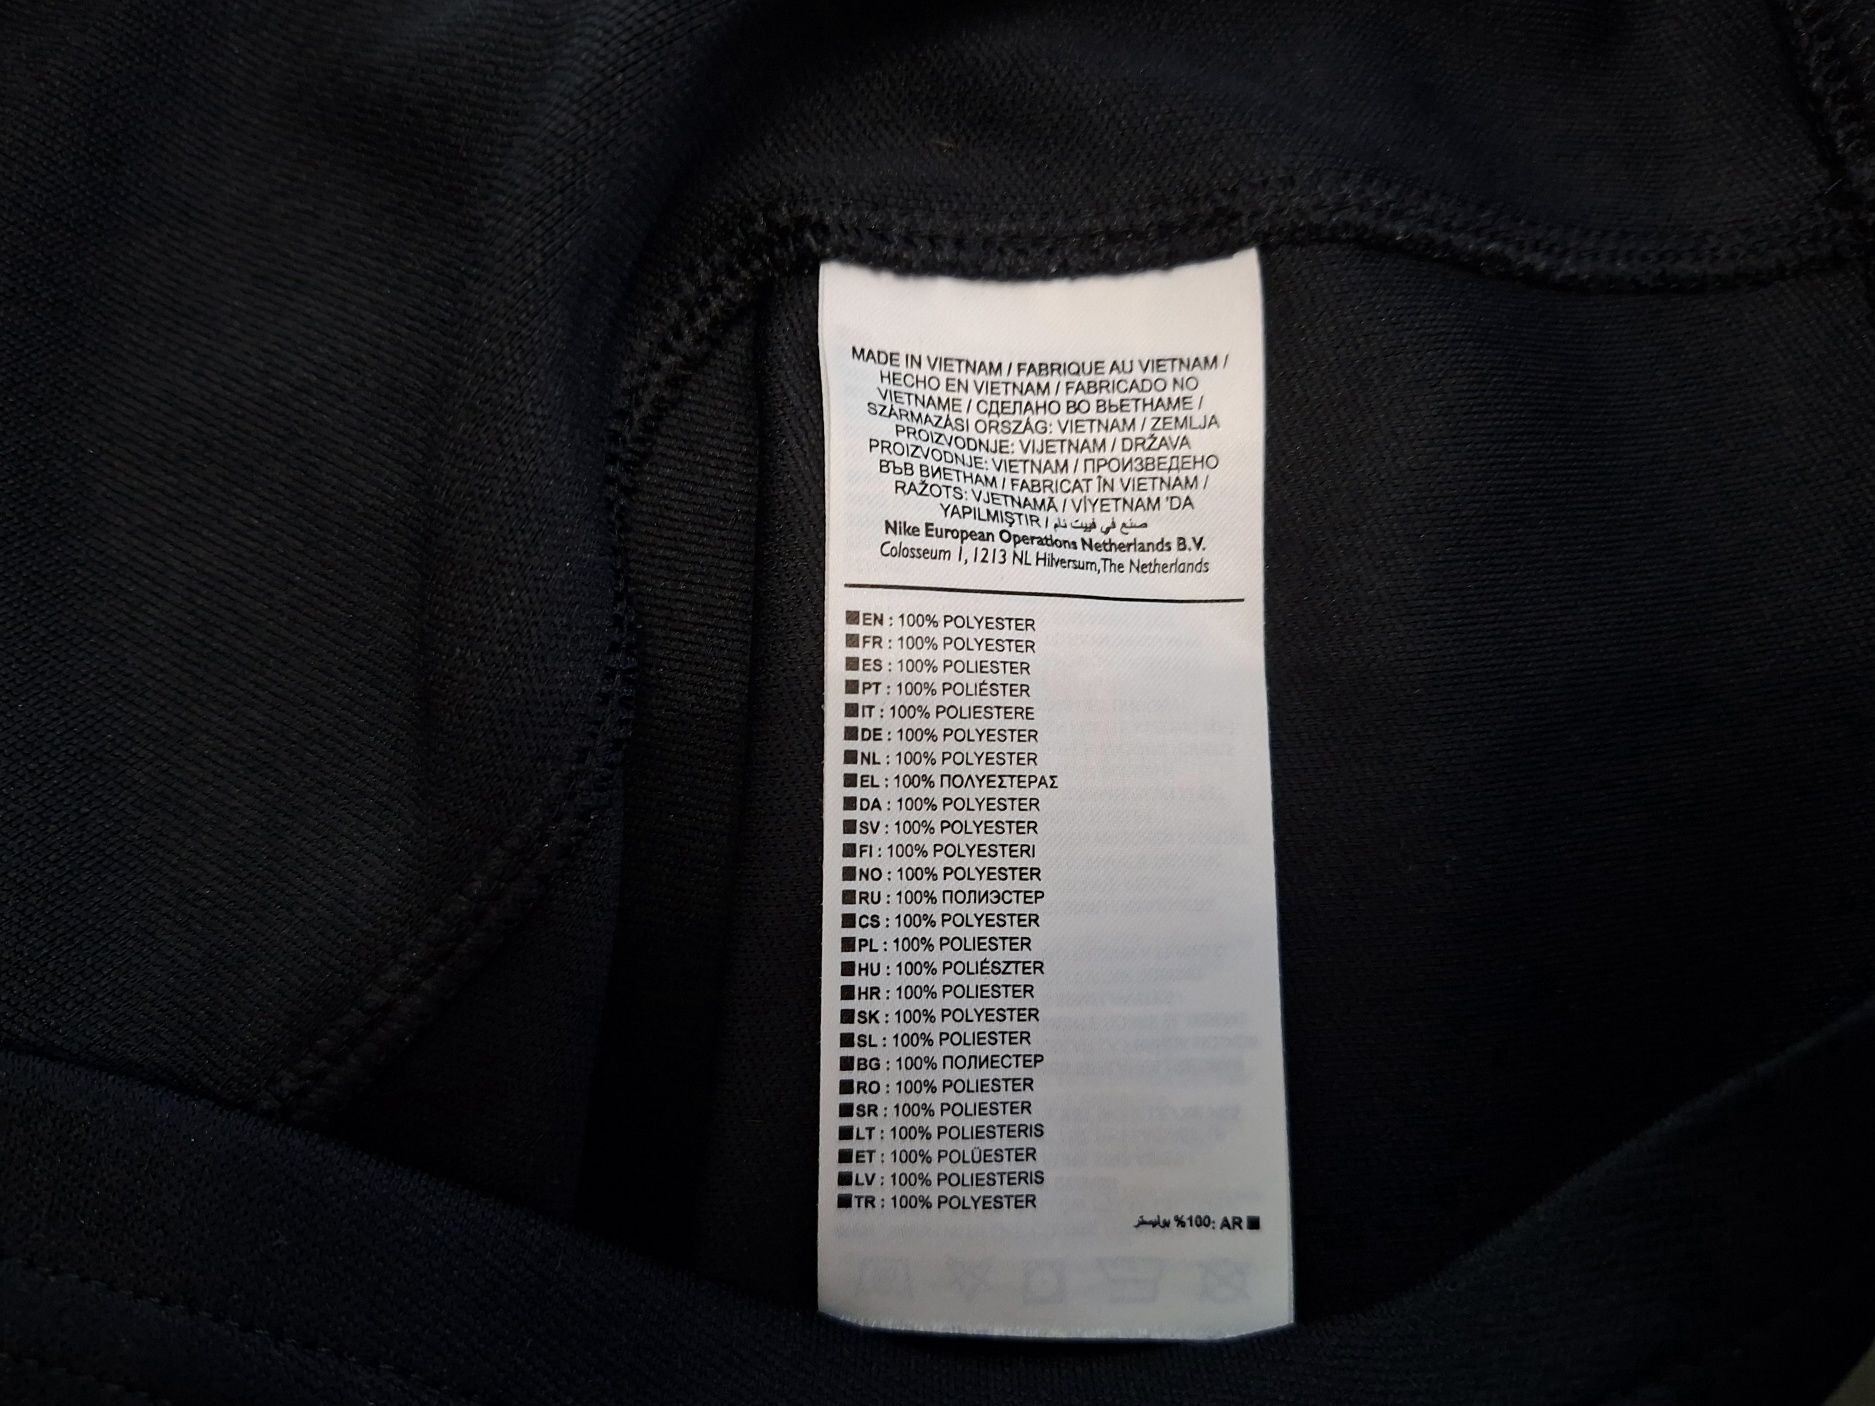 MADE IN VIETNAM / FABRIQUE AU VIETNAM /
HECHO EN VIETNAM / FABRICADO NO
VIETNAME / СДЕЛАНО ВО ВЬЕТНАМЕ /
SZÁRMAZÁSI ORSZÁG: VIETNAM / ZEMLJA
PROIZVODNJE: VIJETNAM / DRŽAVA
PROIZVODNJE: VIETNAM / ПРОИЗВЕДЕНО
ВЪВ ВИЕТНАМ / FABRICAT ÎN VIETNAM /
RAŽOTS: VJETNAMĀ / VİYETNAM 'DA
YAPILMIŞTIR / صنع في فييت نام
Nike European Operations Netherlands B.V.
Colosseum 1, 1213 NL Hilversum, The Netherlands
EN : 100% POLYESTER
FR : 100% POLYESTER
ES : 100% POLIESTER
PT : 100% POLIÉSTER
IT : 100% POLIESTERE
DE : 100% POLYESTER
NL : 100% POLYESTER
EL : 100% ΠΟΛΥΕΣΤΕΡΑΣ
DA : 100% POLYESTER
SV : 100% POLYESTER
FI : 100% POLYESTERI
NO : 100% POLYESTER
RU : 100% ПОЛИЭСТЕР
CS : 100% POLYESTER
PL : 100% POLIESTER
HU : 100% POLIÉSZTER
HR : 100% POLIESTER
SK : 100% POLYESTER
SL : 100% POLIESTER
BG : 100% ПОЛИЕСТЕР
RO : 100% POLIESTER
SR : 100% POLIESTER
LT : 100% POLIESTERIS
ET : 100% POLÜESTER
LV : 100% POLIESTERIS
TR : 100% POLYESTER
AR :100% بوليستر